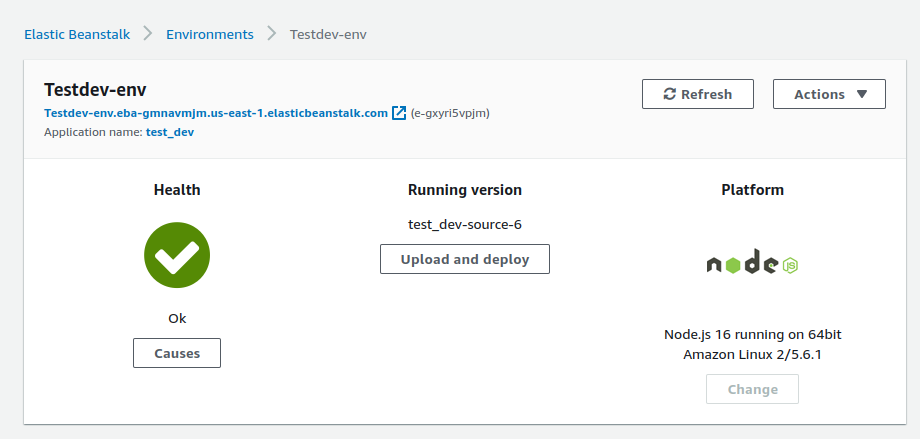 Elastic Beanstalk > Environments > Testdev-env
Testdev-env
Refresh
Actions
Testdev-env.eba-gmnavmjm.us-east-1.elasticbeanstalk.com (e-gxyri5vpjm)
Application name: test_dev
Health
Running version
Platform
test_dev-source-6
Upload and deploy
node JS
Ok
Causes
Node.js 16 running on 64bit
Amazon Linux 2/5.6.1
Change